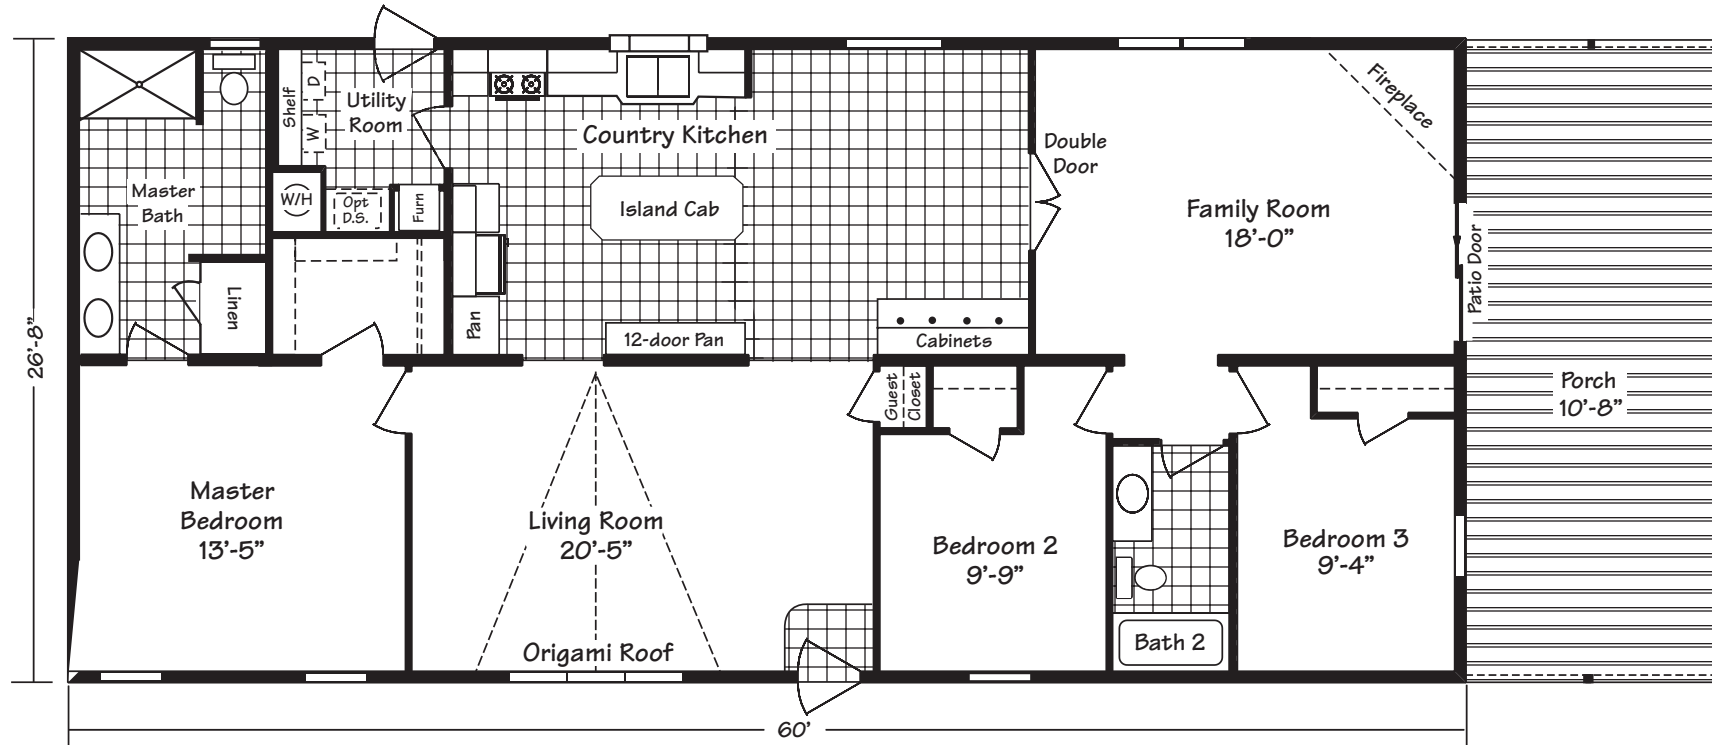 Shelf
D
W
Utility
Room
Country Kitchen
Double
Door
Fireplace
Master
Bath
W/H
Opt
D.S.
Furn
Island Cab
Family Room
18'-0"
Patio Door
Linen
Pan
12-door Pan
Cabinets
26'-8"
Guest
Closet
Porch
10'-8"
Master
Bedroom
13'-5"
Living Room
20'-5"
Bedroom 2
9'-9"
Bedroom 3
9'-4"
Origami Roof
Bath 2
60'